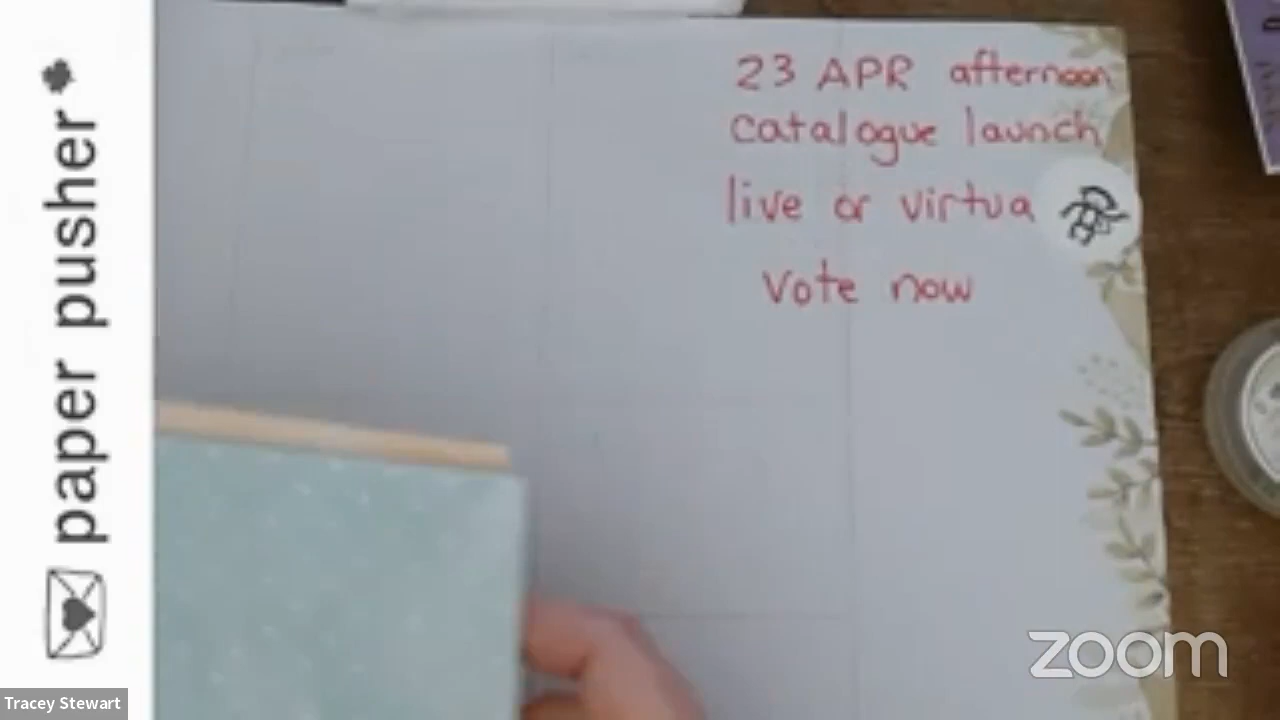 paper pusher
23 APR afternoon
catalogue launch
live or virtua
Vote now
zoom
Tracey Stewart